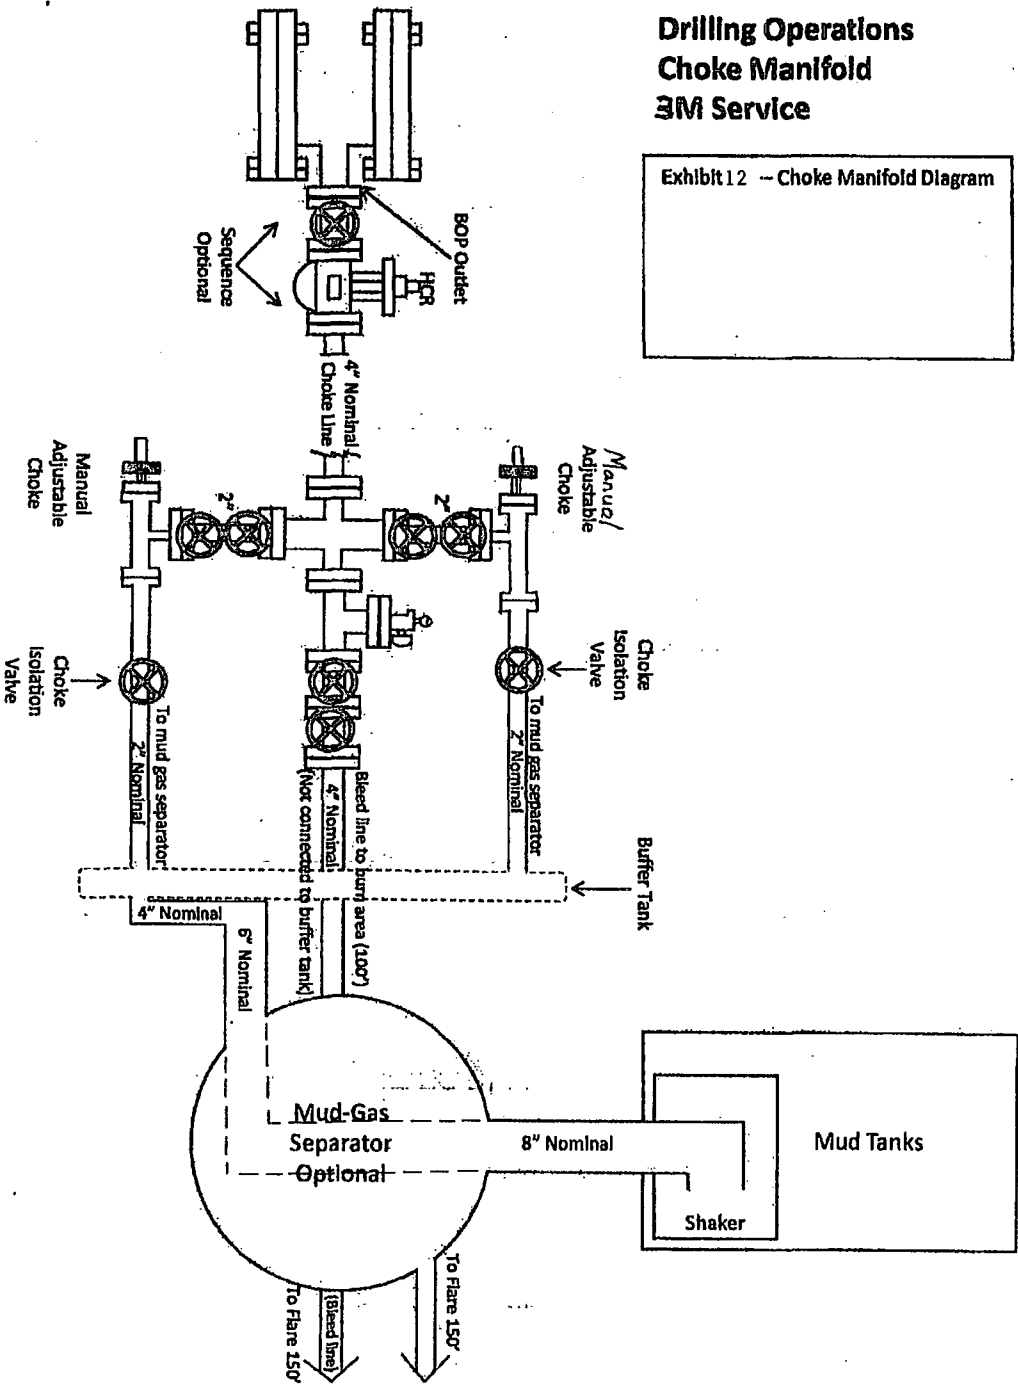 Drilling Operations
Choke Manifold
3M Service
Exhibit 12 – Choke Manifold Diagram
BOP Outlet
HCR
Sequence
Optional
4" Nominal
Choke Line
Manual
Adjustable
Choke
2"
2"
Manual
Adjustable
Choke
Choke
Isolation
Valve
Choke
Isolation
Valve
To mud gas separator
2" Nominal
To mud gas separator
2" Nominal
Bleed line to burn area (100')
4" Nominal
(Not connected to buffer tank)
Buffer Tank
4" Nominal
6" Nominal
Mud-Gas
Separator
Optional
8" Nominal
Mud Tanks
Shaker
To Flare 150'
(Bleed line)
To Flare 150'